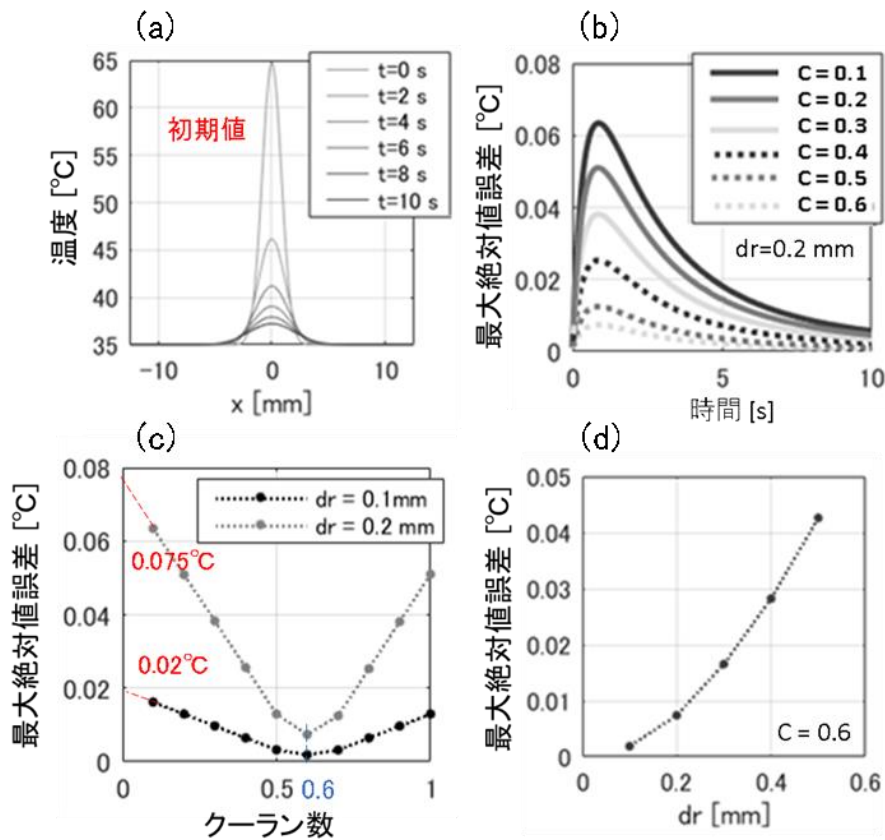 (a)
65
60
55
50
45
40
35
温度 [℃]
初期値
t=0 s
t=2 s
t=4 s
t=6 s
t=8 s
t=10 s
-10
0
10
x [mm]
(b)
0.08
0.06
0.04
0.02
0
最大絶対値誤差 [℃]
C=0.1
C=0.2
C=0.3
C=0.4
C=0.5
C=0.6
dr=0.2 mm
0
5
10
時間 [s]
(c)
0.08
0.06
0.04
0.02
0
最大絶対値誤差 [℃]
dr = 0.1mm
dr = 0.2 mm
0.075℃
0.02℃
0
0.5
0.6
1
クーラン数
(d)
0.05
0.04
0.03
0.02
0.01
0
最大絶対値誤差 [℃]
C = 0.6
0
0.2
0.4
0.6
dr [mm]